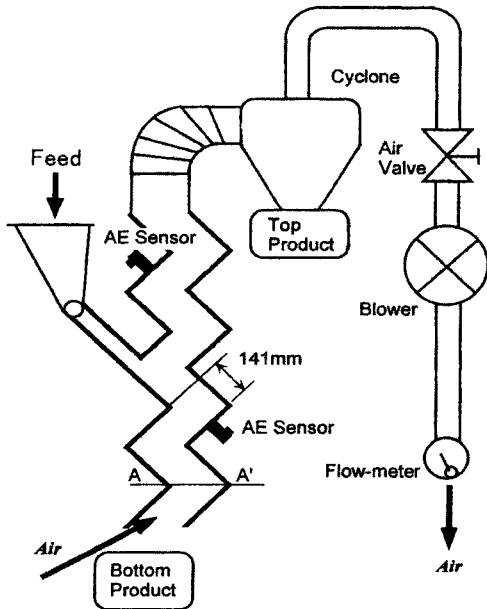 Cyclone
Feed
Air
Valve
AE Sensor
Top
Product
Blower
141mm
AE Sensor
Flow-meter
A
A'
Air
Bottom
Product
Air